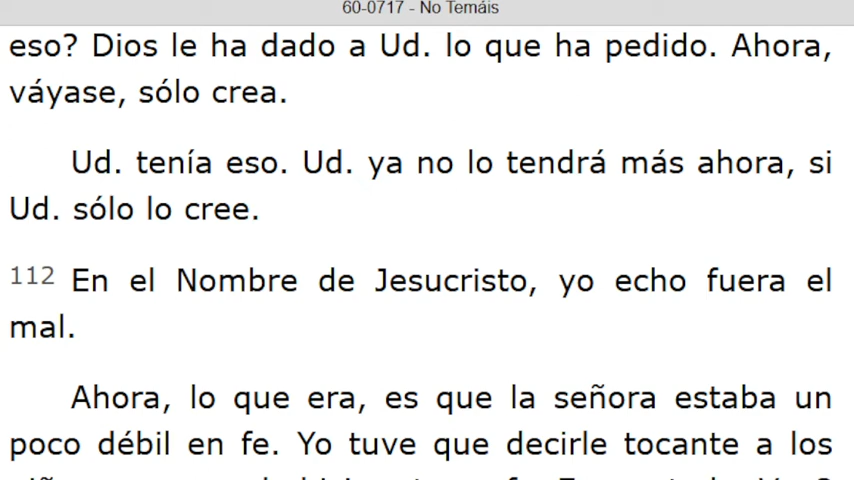 60-0717 - No Temáis
eso? Dios le ha dado a Ud. lo que ha pedido. Ahora,
váyase, sólo crea.
Ud. tenía eso. Ud. ya no lo tendrá más ahora, si
Ud. sólo lo cree.
112 En el Nombre de Jesucristo, yo echo fuera el
mal.
Ahora, lo que era, es que la señora estaba un
poco débil en fe. Yo tuve que decirle tocante a los